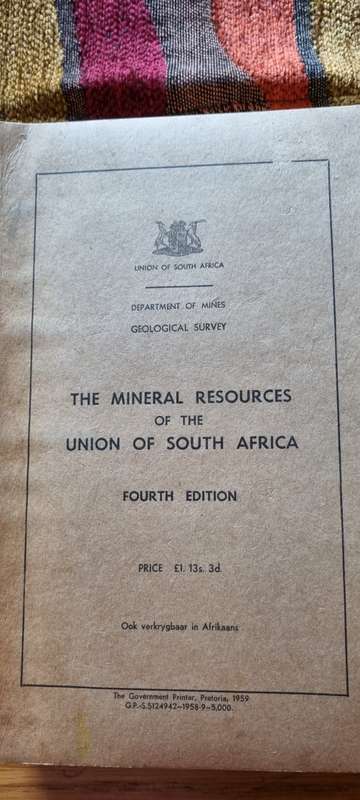 UNION OF SOUTH AFRICA
DEPARTMENT OF MINES
GEOLOGICAL SURVEY
THE MINERAL RESOURCES
OF THE
UNION OF SOUTH AFRICA
FOURTH EDITION
PRICE £1. 13s. 3d.
Ook verkrygbaar in Afrikaans
The Government Printer, Pretoria, 1959
G.P.-S.5124942-1958-9-5,000.